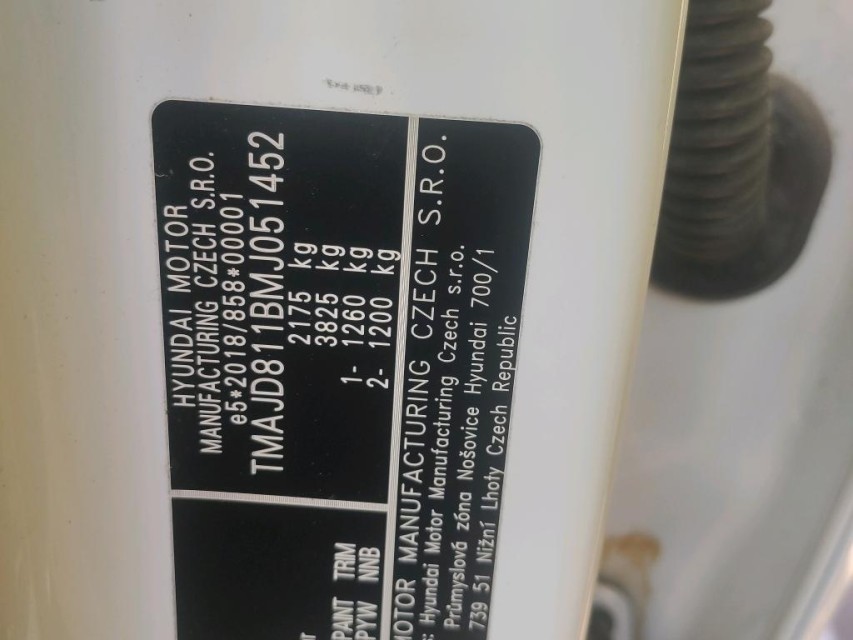 HYUNDAI MOTOR
MANUFACTURING CZECH S.R.O.
e5*2018/858*00001
TMAJD811BMJ051452
2175 kg
3825 kg
1- 1260 kg
2- 1200 kg
PANT TRIM
PYW NNB
MOTOR MANUFACTURING CZECH S.R.O.
: Hyundai Motor Manufacturing Czech s.r.o.
Průmyslová zóna Nošovice Hyundai 700/1
739 51 Nižní Lhoty Czech Republic